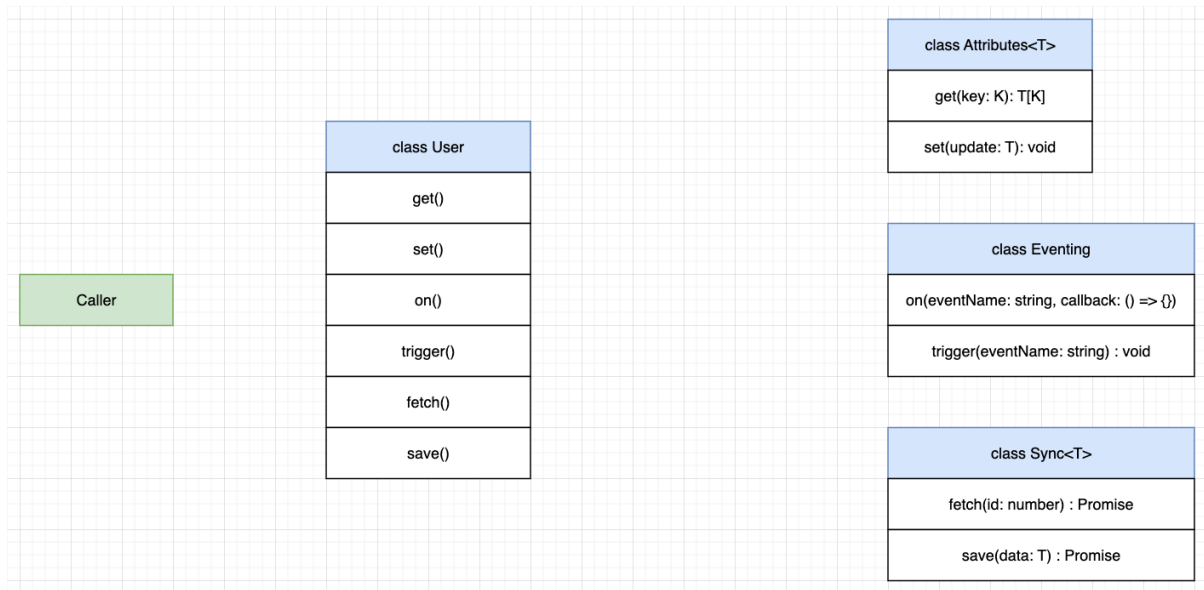 Caller
class User
get()
set()
on()
trigger()
fetch()
save()
class Attributes<T>
get(key: K): T[K]
set(update: T): void
class Eventing
on(eventName: string, callback: () => {})
trigger(eventName: string) : void
class Sync<T>
fetch(id: number) : Promise
save(data: T) : Promise